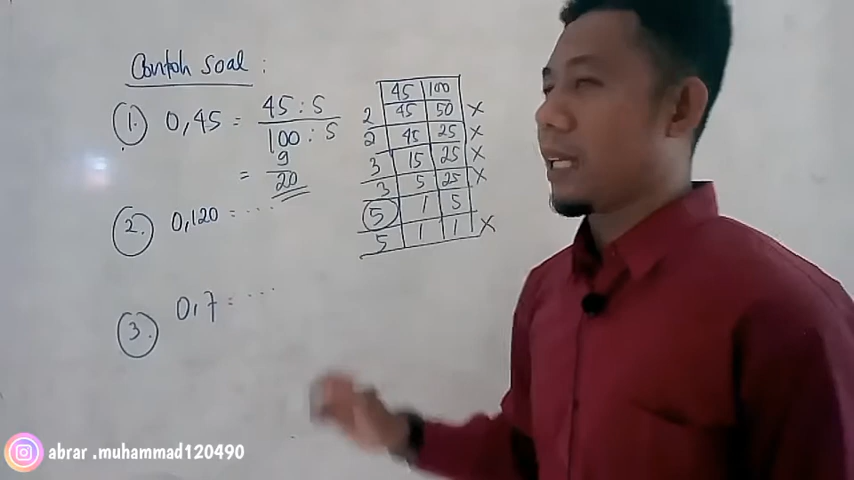 Contoh soal :
1. 0,45 = 45 : 5
100 : 5
= 9
20
2. 0,120 = ....
3. 0,7 = ....
45 100
2 45 50 x
2 45 25 x
3 15 25 x
3 5 25 x
5 1 5
5 1 1 x
abrar .muhammad120490